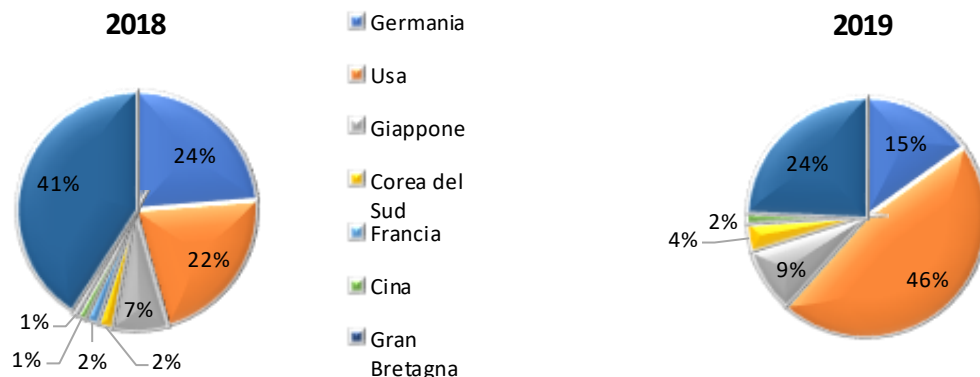 2018
24%
22%
7%
2%
2%
1%
1%
41%
Germania
Usa
Giappone
Corea del
Sud
Francia
Cina
Gran
Bretagna
2019
15%
46%
9%
4%
2%
24%